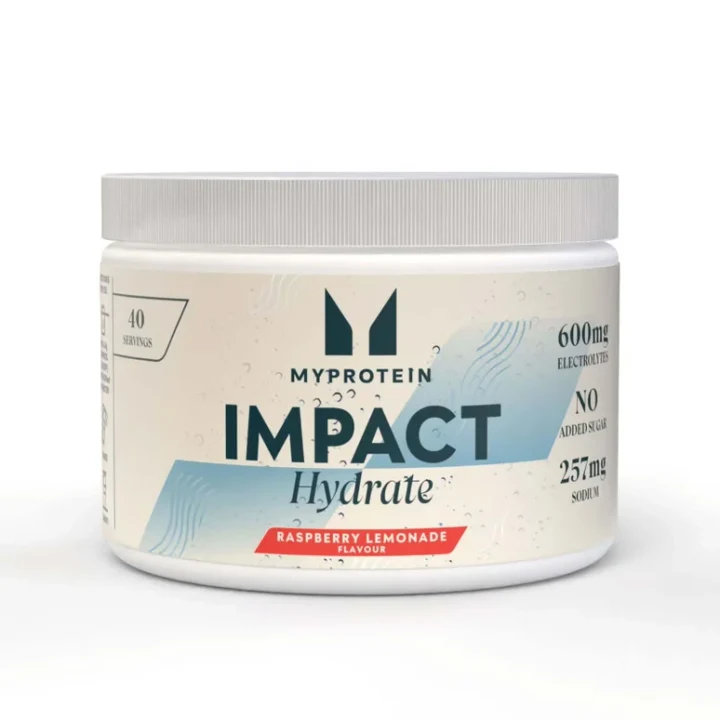 40
SERVINGS
MYPROTEIN
IMPACT
Hydrate
RASPBERRY LEMONADE
FLAVOUR
600mg
ELECTROLYTES
NO
ADDED SUGAR
257mg
SODIUM